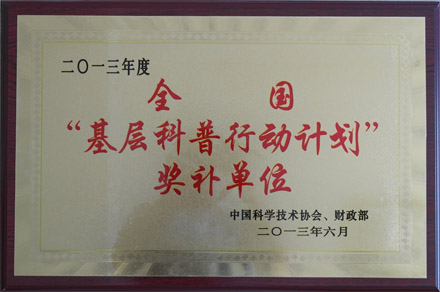 二〇一三年度
全国
“基层科普行动计划”
奖补单位
中国科学技术协会、财政部
二〇一三年六月